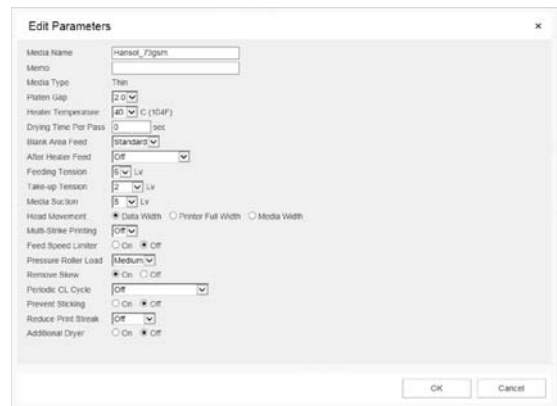 Edit Parameters ×
Media Name Hansol_73gsm
Memo
Media Type Thin
Platen Gap 2.0
Heater Temperature 40 C (104F)
Drying Time Per Pass 0 sec
Blank Area Feed Standard
After Heater Feed Off
Feeding Tension 6 Lv
Take-up Tension 2 Lv
Media Suction 8 Lv
Head Movement Data Width Printer Full Width Media Width
Multi-Strike Printing Off
Feed Speed Limiter On Off
Pressure Roller Load Medium
Remove Skew On Off
Periodic CL Cycle Off
Prevent Sticking On Off
Reduce Print Streak Off
Additional Dryer On Off
OK Cancel